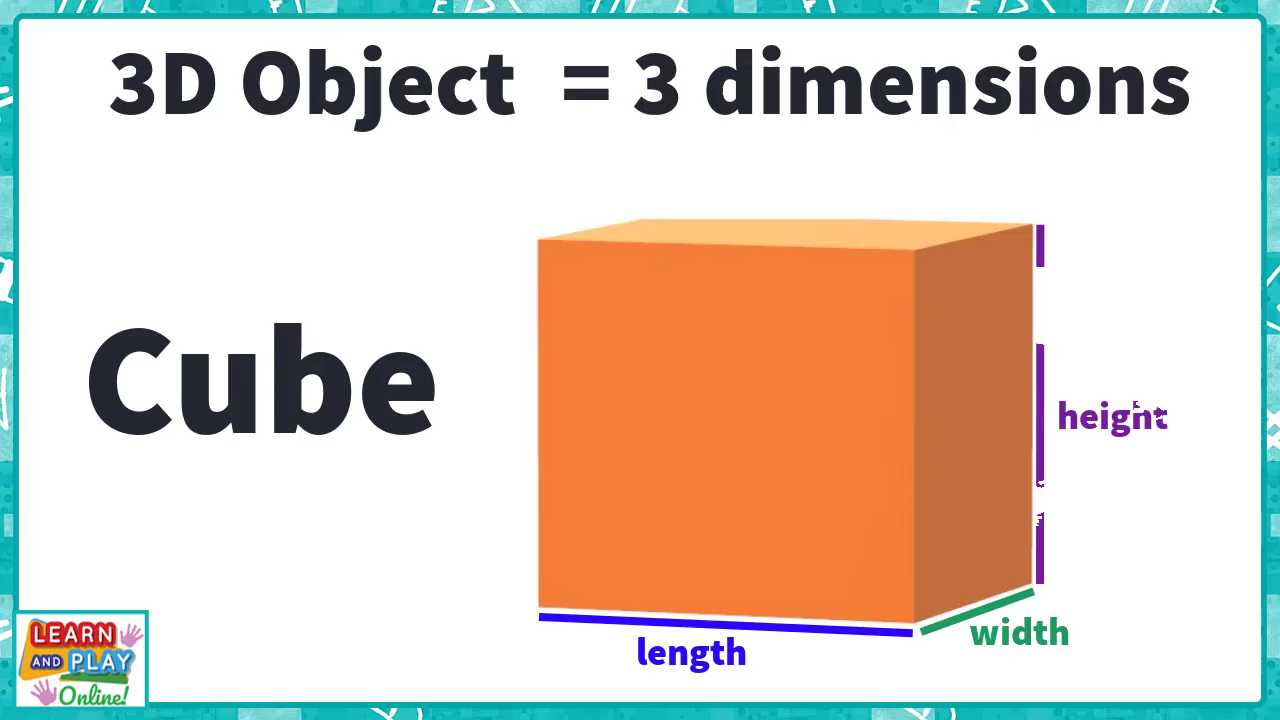 3D Object = 3 dimensions
Cube
height
width
length
LEARN
AND PLAY
Online!